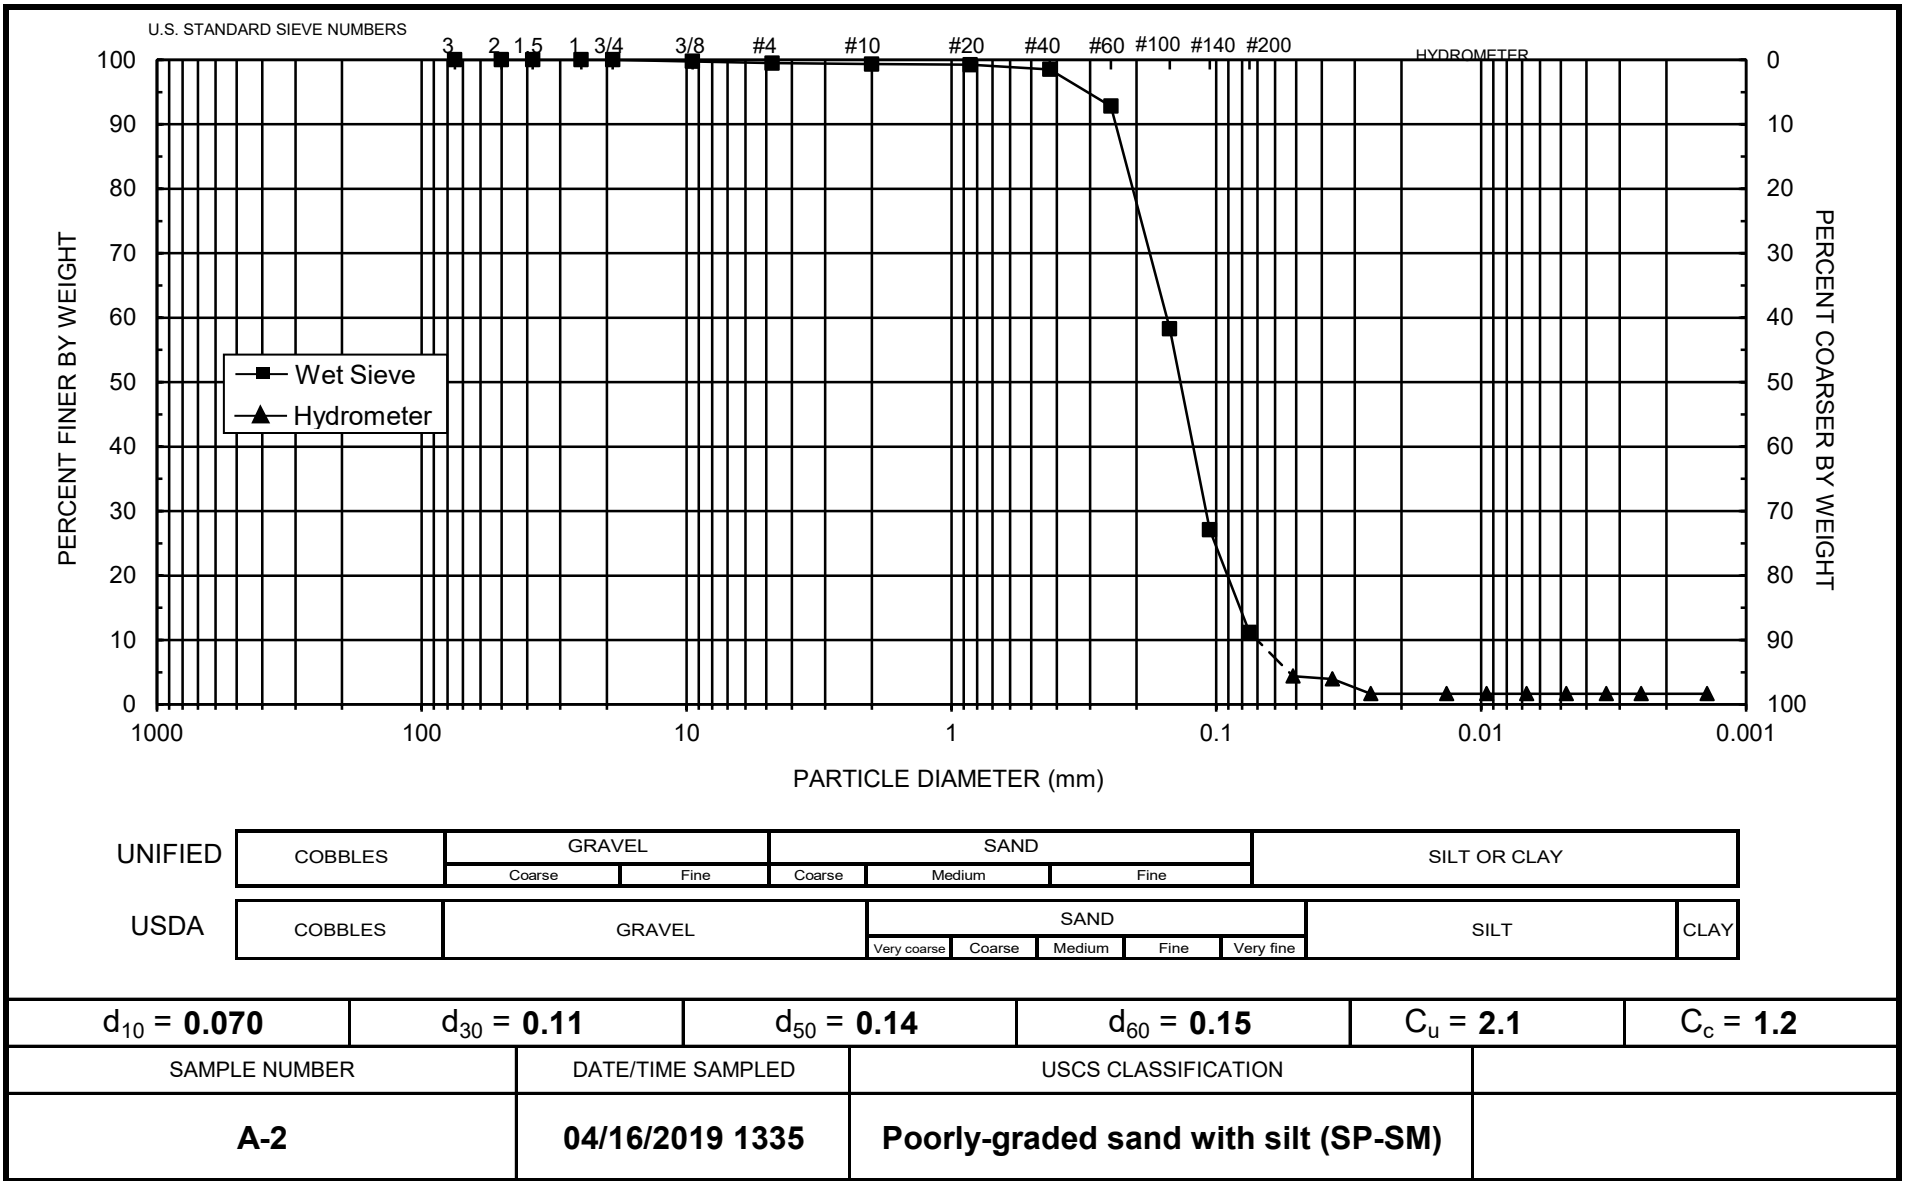 U.S. STANDARD SIEVE NUMBERS
3 2 1.5 1 3/4 3/8 #4 #10 #20 #40 #60 #100 #140 #200
HYDROMETER
100 0
90 10
80 20
70 30
60 40
50 50
40 60
30 70
20 80
10 90
0 100
PERCENT FINER BY WEIGHT
PERCENT COARSER BY WEIGHT
Wet Sieve
Hydrometer
1000 100 10 1 0.1 0.01 0.001
PARTICLE DIAMETER (mm)
UNIFIED
COBBLES
GRAVEL
Coarse Fine
SAND
Coarse Medium Fine
SILT OR CLAY
USDA
COBBLES
GRAVEL
SAND
Very coarse Coarse Medium Fine Very fine
SILT
CLAY
d10 = 0.070 d30 = 0.11 d50 = 0.14 d60 = 0.15 Cu = 2.1 Cc = 1.2
SAMPLE NUMBER DATE/TIME SAMPLED USCS CLASSIFICATION
A-2 04/16/2019 1335 Poorly-graded sand with silt (SP-SM)